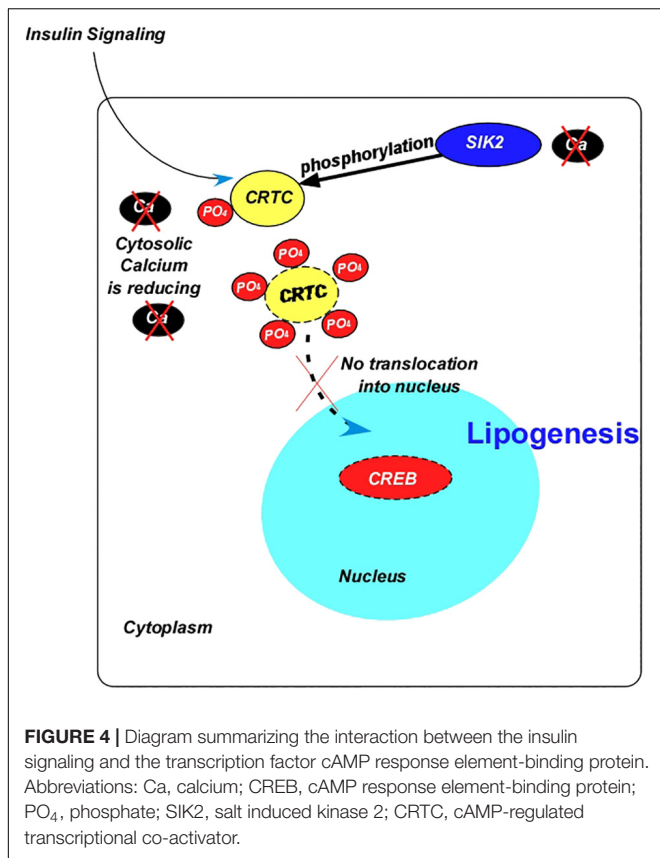 Insulin Signaling
phosphorylation
SIK2
Ca
CRTC
PO₄
Ca
Cytosolic
Calcium
is reducing
Ca
PO₄
PO₄
PO₄
CRTC
PO₄
PO₄
No translocation
into nucleus
Lipogenesis
CREB
Nucleus
Cytoplasm
FIGURE 4 | Diagram summarizing the interaction between the insulin
signaling and the transcription factor cAMP response element-binding protein.
Abbreviations: Ca, calcium; CREB, cAMP response element-binding protein;
PO₄, phosphate; SIK2, salt induced kinase 2; CRTC, cAMP-regulated
transcriptional co-activator.